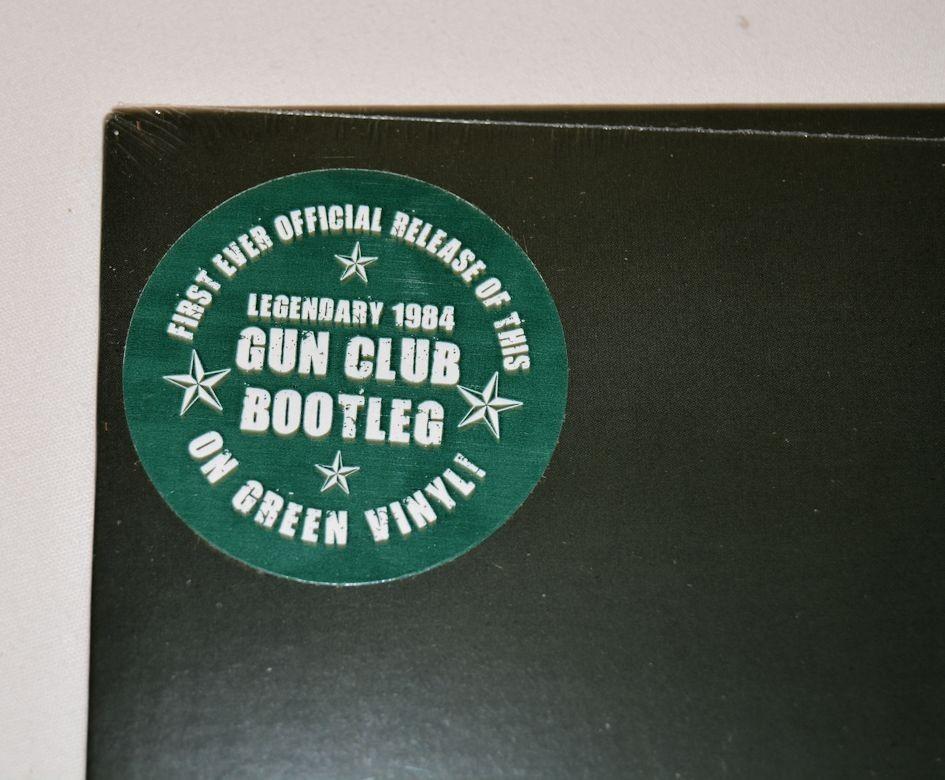 FIRST EVER OFFICIAL RELEASE OF THIS
LEGENDARY 1984
GUN CLUB
BOOTLEG
ON GREEN VINYL!